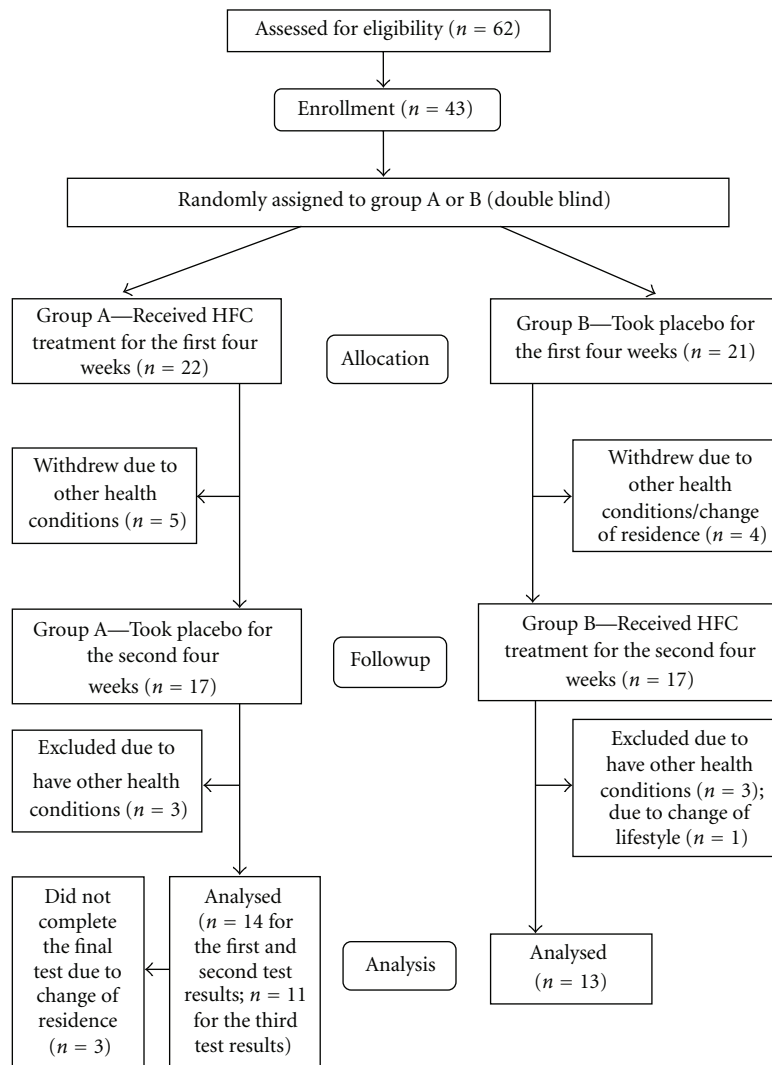 Assessed for eligibility (n = 62)
Enrollment (n = 43)
Randomly assigned to group A or B (double blind)
Group A—Received HFC
treatment for the first four
weeks (n = 22)
Allocation
Group B—Took placebo for
the first four weeks (n = 21)
Withdrew due to
other health
conditions (n = 5)
Withdrew due to
other health
conditions/change
of residence (n = 4)
Group A—Took placebo for
the second four
weeks (n = 17)
Followup
Group B—Received HFC
treatment for the second four
weeks (n = 17)
Excluded due to
have other health
conditions (n = 3)
Excluded due to
have other health
conditions (n = 3);
due to change of
lifestyle (n = 1)
Did not
complete
the final
test due to
change of
residence
(n = 3)
Analysed
(n = 14 for
the first and
second test
results; n = 11
for the third
test results)
Analysis
Analysed
(n = 13)